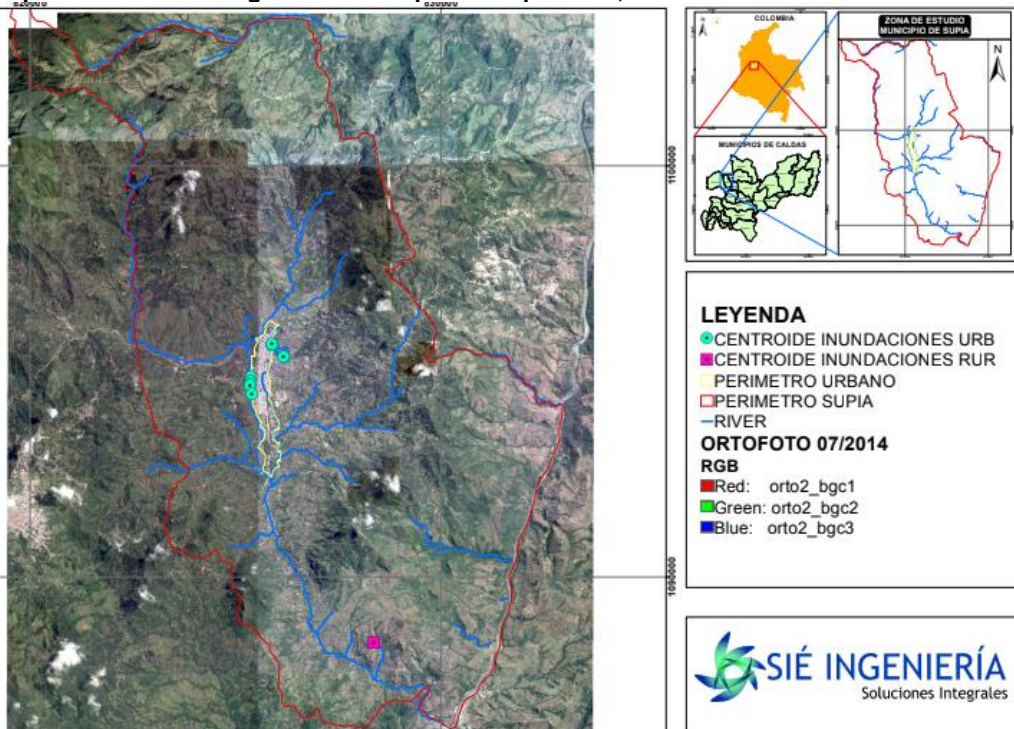 820000
830000
1100000
1090000
COLOMBIA
MUNICIPIOS DE CALDAS
ZONA DE ESTUDIO
MUNICIPIO DE SUPIA
N
LEYENDA
CENTROIDE INUNDACIONES URB
CENTROIDE INUNDACIONES RUR
PERIMETRO URBANO
PERIMETRO SUPIA
RIVER
ORTOFOTO 07/2014
RGB
Red: orto2_bgc1
Green: orto2_bgc2
Blue: orto2_bgc3
SIÉ INGENIERÍA
Soluciones Integrales